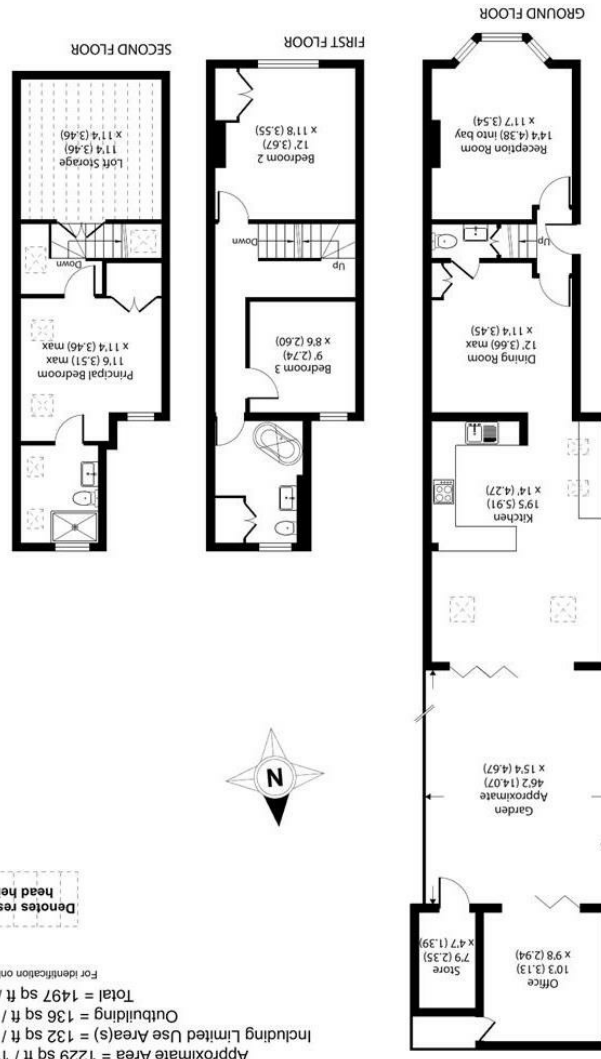 Approximate Area = 1229 sq ft /
Including Limited Use Area(s) = 132 sq ft /
Outbuilding = 136 sq ft /
Total = 1497 sq ft /
For identification
Denotes
head
Office
10'3 (3.13)
x 9'8 (2.94)
Store
7'9 (2.35)
x 4'7 (1.39)
Garden
Approximate
46'2 (14.07)
x 15'4 (4.67)
N
Kitchen
19'5 (5.91)
x 14' (4.27)
Dining Room
12' (3.66) max
x 11'4 (3.45)
Up
Reception Room
14'4 (4.38) into bay
x 11'7 (3.54)
GROUND FLOOR
Bedroom 3
9' (2.74)
x 8'6 (2.60)
Up
Down
Bedroom 2
12' (3.67)
x 11'8 (3.55)
FIRST FLOOR
Principal Bedroom
11'6 (3.51) max
x 11'4 (3.46) max
Down
Loft Storage
11'4 (3.46)
x 11'4 (3.46)
SECOND FLOOR